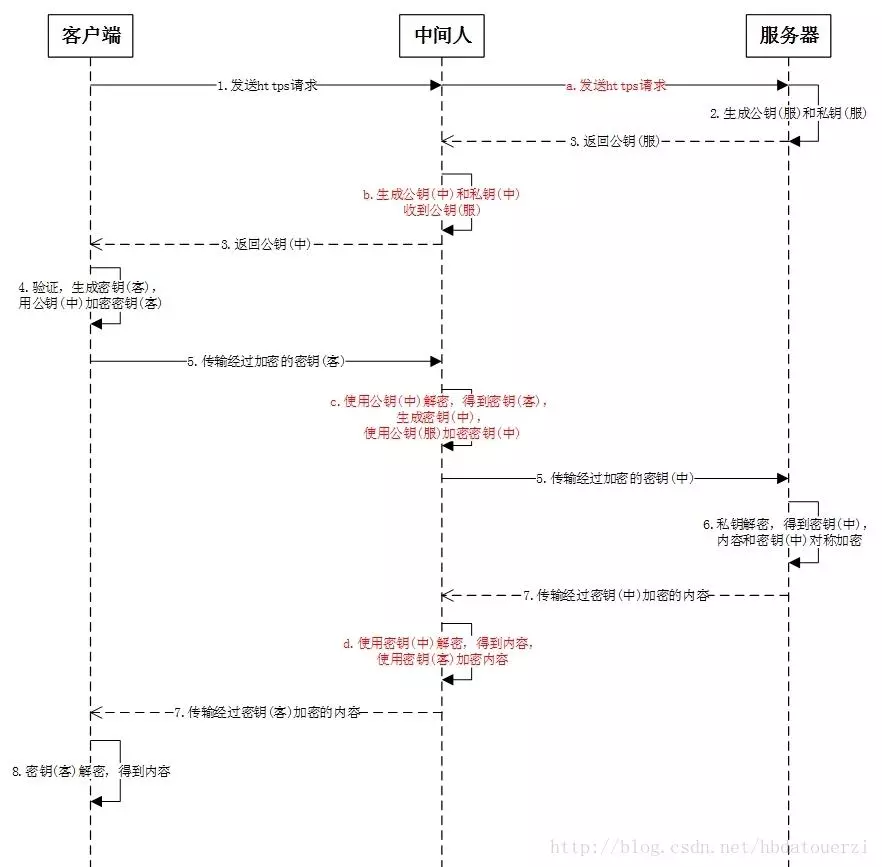 客户端
中间人
服务器
1.发送https请求
a.发送https请求
2.生成公钥(服)和私钥(服)
3.返回公钥(服)
b.生成公钥(中)和私钥(中)
收到公钥(服)
3.返回公钥(中)
4.验证，生成密钥(客)，
用公钥(中)加密密钥(客)
5.传输经过加密的密钥(客)
c.使用公钥(中)解密，得到密钥(客)，
生成密钥(中)，
使用公钥(服)加密密钥(中)
5.传输经过加密的密钥(中)
6.私钥解密，得到密钥(中)，
内容和密钥(中)对称加密
7.传输经过密钥(中)加密的内容
d.使用密钥(中)解密，得到内容，
使用密钥(客)加密内容
7.传输经过密钥(客)加密的内容
8.密钥(客)解密，得到内容
http://blog.csdn.net/hbdatouerzi